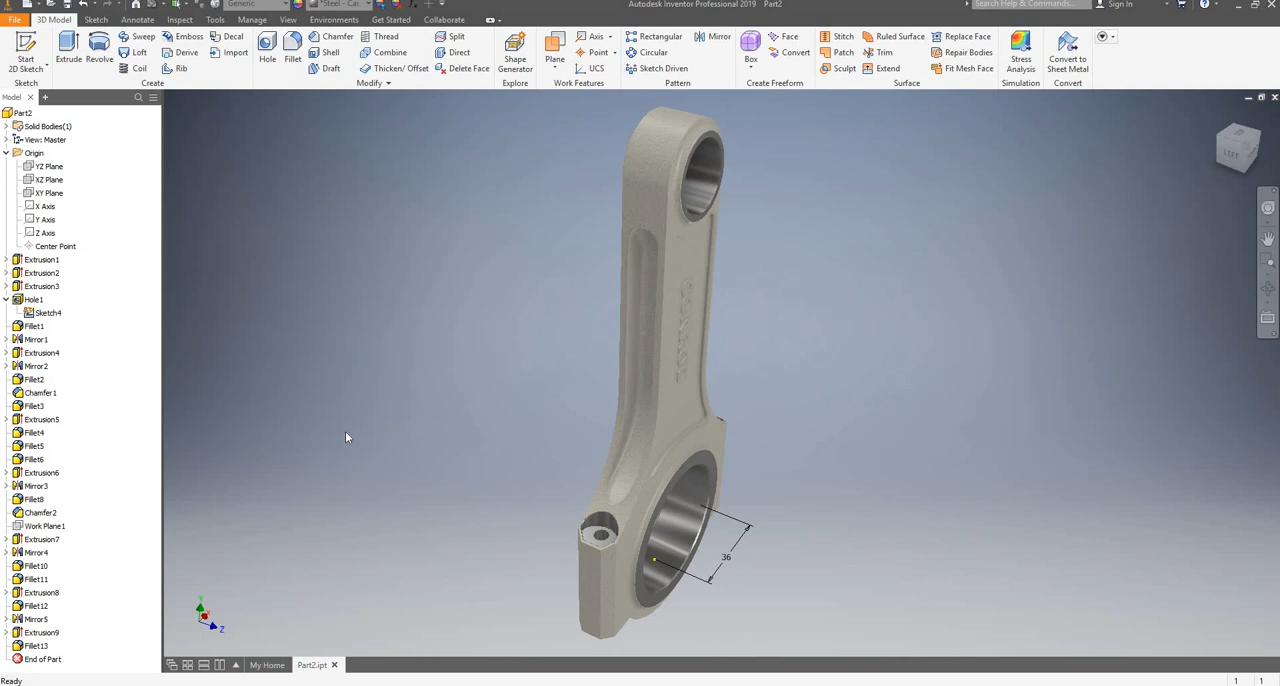 Generic
*Steel - Ca
Autodesk Inventor Professional 2019 Part2
Search Help & Commands...
Sign In
File 3D Model Sketch Annotate Inspect Tools Manage View Environments Get Started Collaborate
Start
2D Sketch
Sketch
Extrude Revolve
Sweep Emboss Decal
Loft Derive Import
Coil Rib
Create
Hole Fillet
Chamfer Thread Split
Shell Combine Direct
Draft Thicken/ Offset Delete Face
Modify
Shape
Generator
Explore
Plane
Axis
Point
UCS
Work Features
Rectangular Mirror
Circular
Sketch Driven
Pattern
Box
Face
Convert
Create Freeform
Stitch Ruled Surface Replace Face
Patch Trim Repair Bodies
Sculpt Extend Fit Mesh Face
Surface
Stress
Analysis
Simulation
Convert to
Sheet Metal
Convert
Model
Part2
Solid Bodies(1)
View: Master
Origin
YZ Plane
XZ Plane
XY Plane
X Axis
Y Axis
Z Axis
Center Point
Extrusion1
Extrusion2
Extrusion3
Hole1
Sketch4
Fillet1
Mirror1
Extrusion4
Mirror2
Fillet2
Chamfer1
Fillet3
Extrusion5
Fillet4
Fillet5
Fillet6
Extrusion6
Mirror3
Fillet8
Chamfer2
Work Plane1
Extrusion7
Mirror4
Fillet10
Fillet11
Extrusion8
Fillet12
Mirror5
Extrusion9
Fillet13
End of Part
LEFT
36
Y
Z
My Home Part2.ipt
Ready
1 1